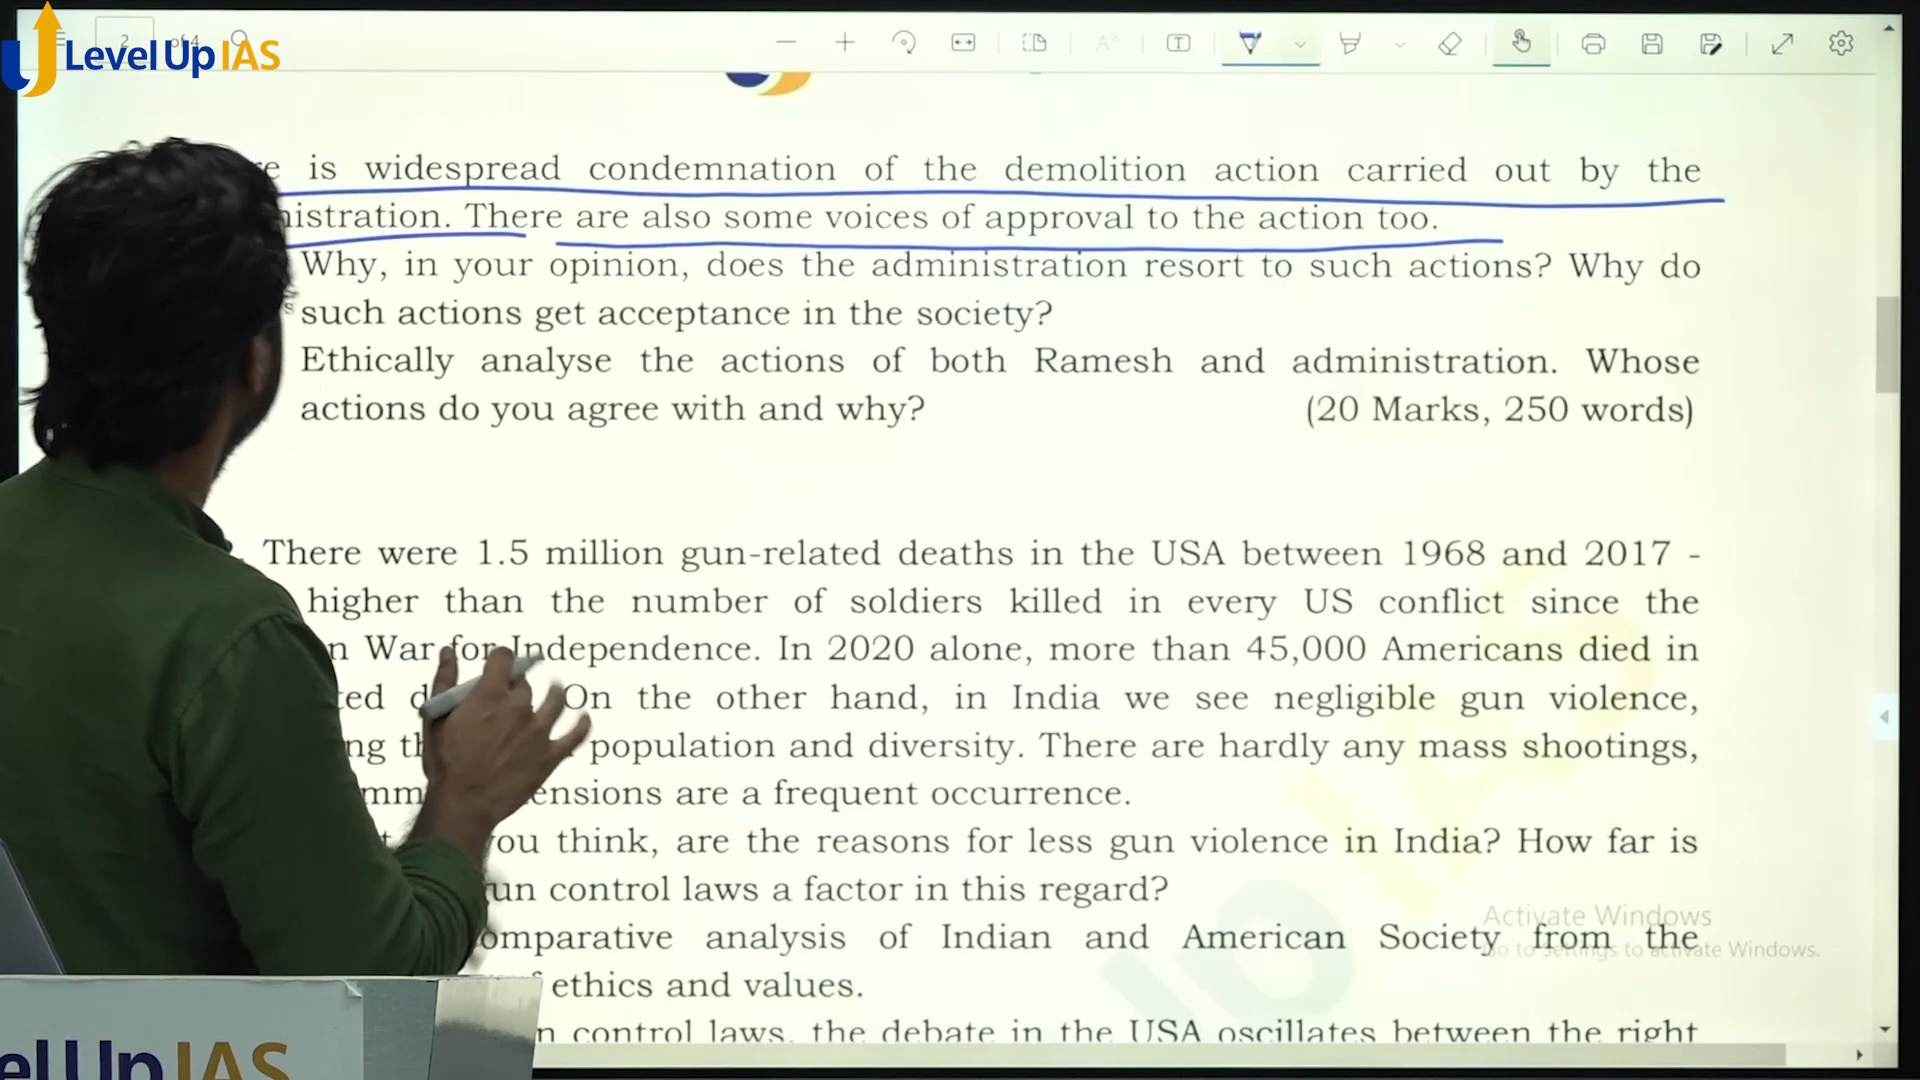 Level Up IAS
2 of 4
is widespread condemnation of the demolition action carried out by the
There are also some voices of approval to the action too.
Why, in your opinion, does the administration resort to such actions? Why do
such actions get acceptance in the society?
Ethically analyse the actions of both Ramesh and administration. Whose
actions do you agree with and why? (20 Marks, 250 words)
There were 1.5 million gun-related deaths in the USA between 1968 and 2017 -
higher than the number of soldiers killed in every US conflict since the
War for Independence. In 2020 alone, more than 45,000 Americans died in
On the other hand, in India we see negligible gun violence,
population and diversity. There are hardly any mass shootings,
are a frequent occurrence.
think, are the reasons for less gun violence in India? How far is
control laws a factor in this regard?
analysis of Indian and American Society from the
ethics and values.
control laws, the debate in the USA oscillates between the right
Activate Windows
Go to Settings to activate Windows.
Up IAS